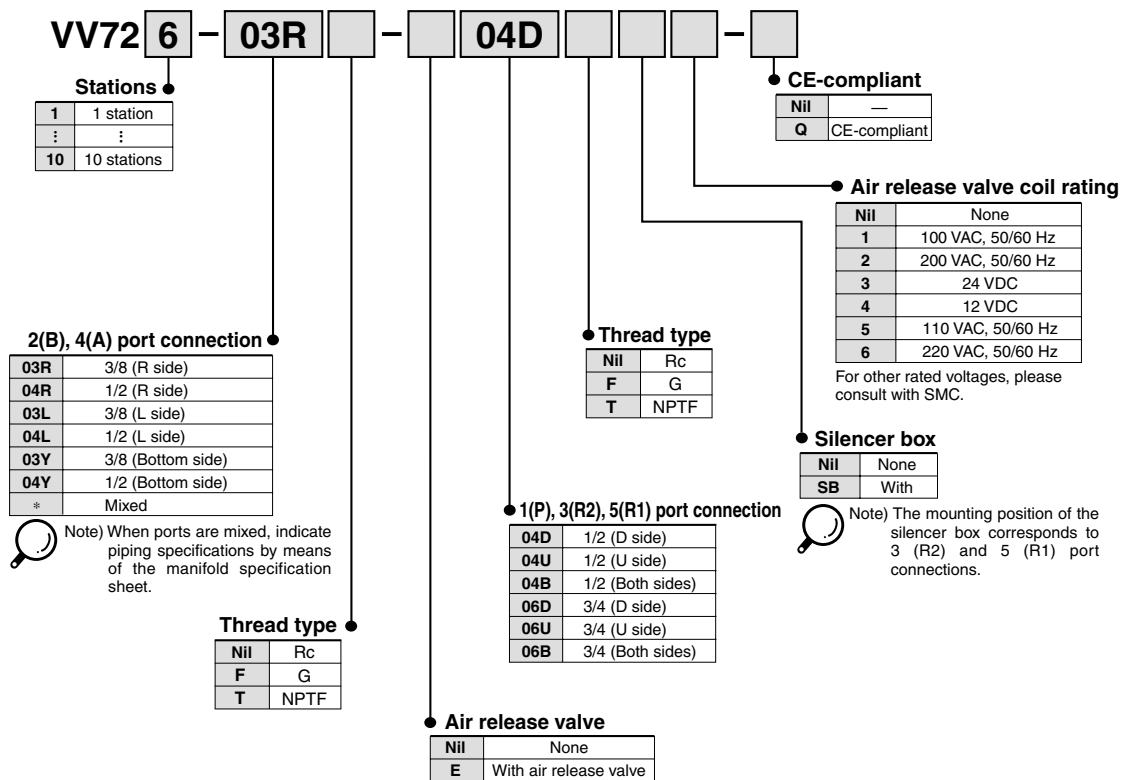 VV72 6 – 03R – 04D –
Stations
1 1 station
⋮ ⋮
10 10 stations
CE-compliant
Nil —
Q CE-compliant
Air release valve coil rating
Nil None
1 100 VAC, 50/60 Hz
2 200 VAC, 50/60 Hz
3 24 VDC
4 12 VDC
5 110 VAC, 50/60 Hz
6 220 VAC, 50/60 Hz
For other rated voltages, please
consult with SMC.
2(B), 4(A) port connection
03R 3/8 (R side)
04R 1/2 (R side)
03L 3/8 (L side)
04L 1/2 (L side)
03Y 3/8 (Bottom side)
04Y 1/2 (Bottom side)
* Mixed
Note) When ports are mixed, indicate
piping specifications by means
of the manifold specification
sheet.
Thread type
Nil Rc
F G
T NPTF
Silencer box
Nil None
SB With
Note) The mounting position of the
silencer box corresponds to
3 (R2) and 5 (R1) port
connections.
1(P), 3(R2), 5(R1) port connection
04D 1/2 (D side)
04U 1/2 (U side)
04B 1/2 (Both sides)
06D 3/4 (D side)
06U 3/4 (U side)
06B 3/4 (Both sides)
Thread type
Nil Rc
F G
T NPTF
Air release valve
Nil None
E With air release valve